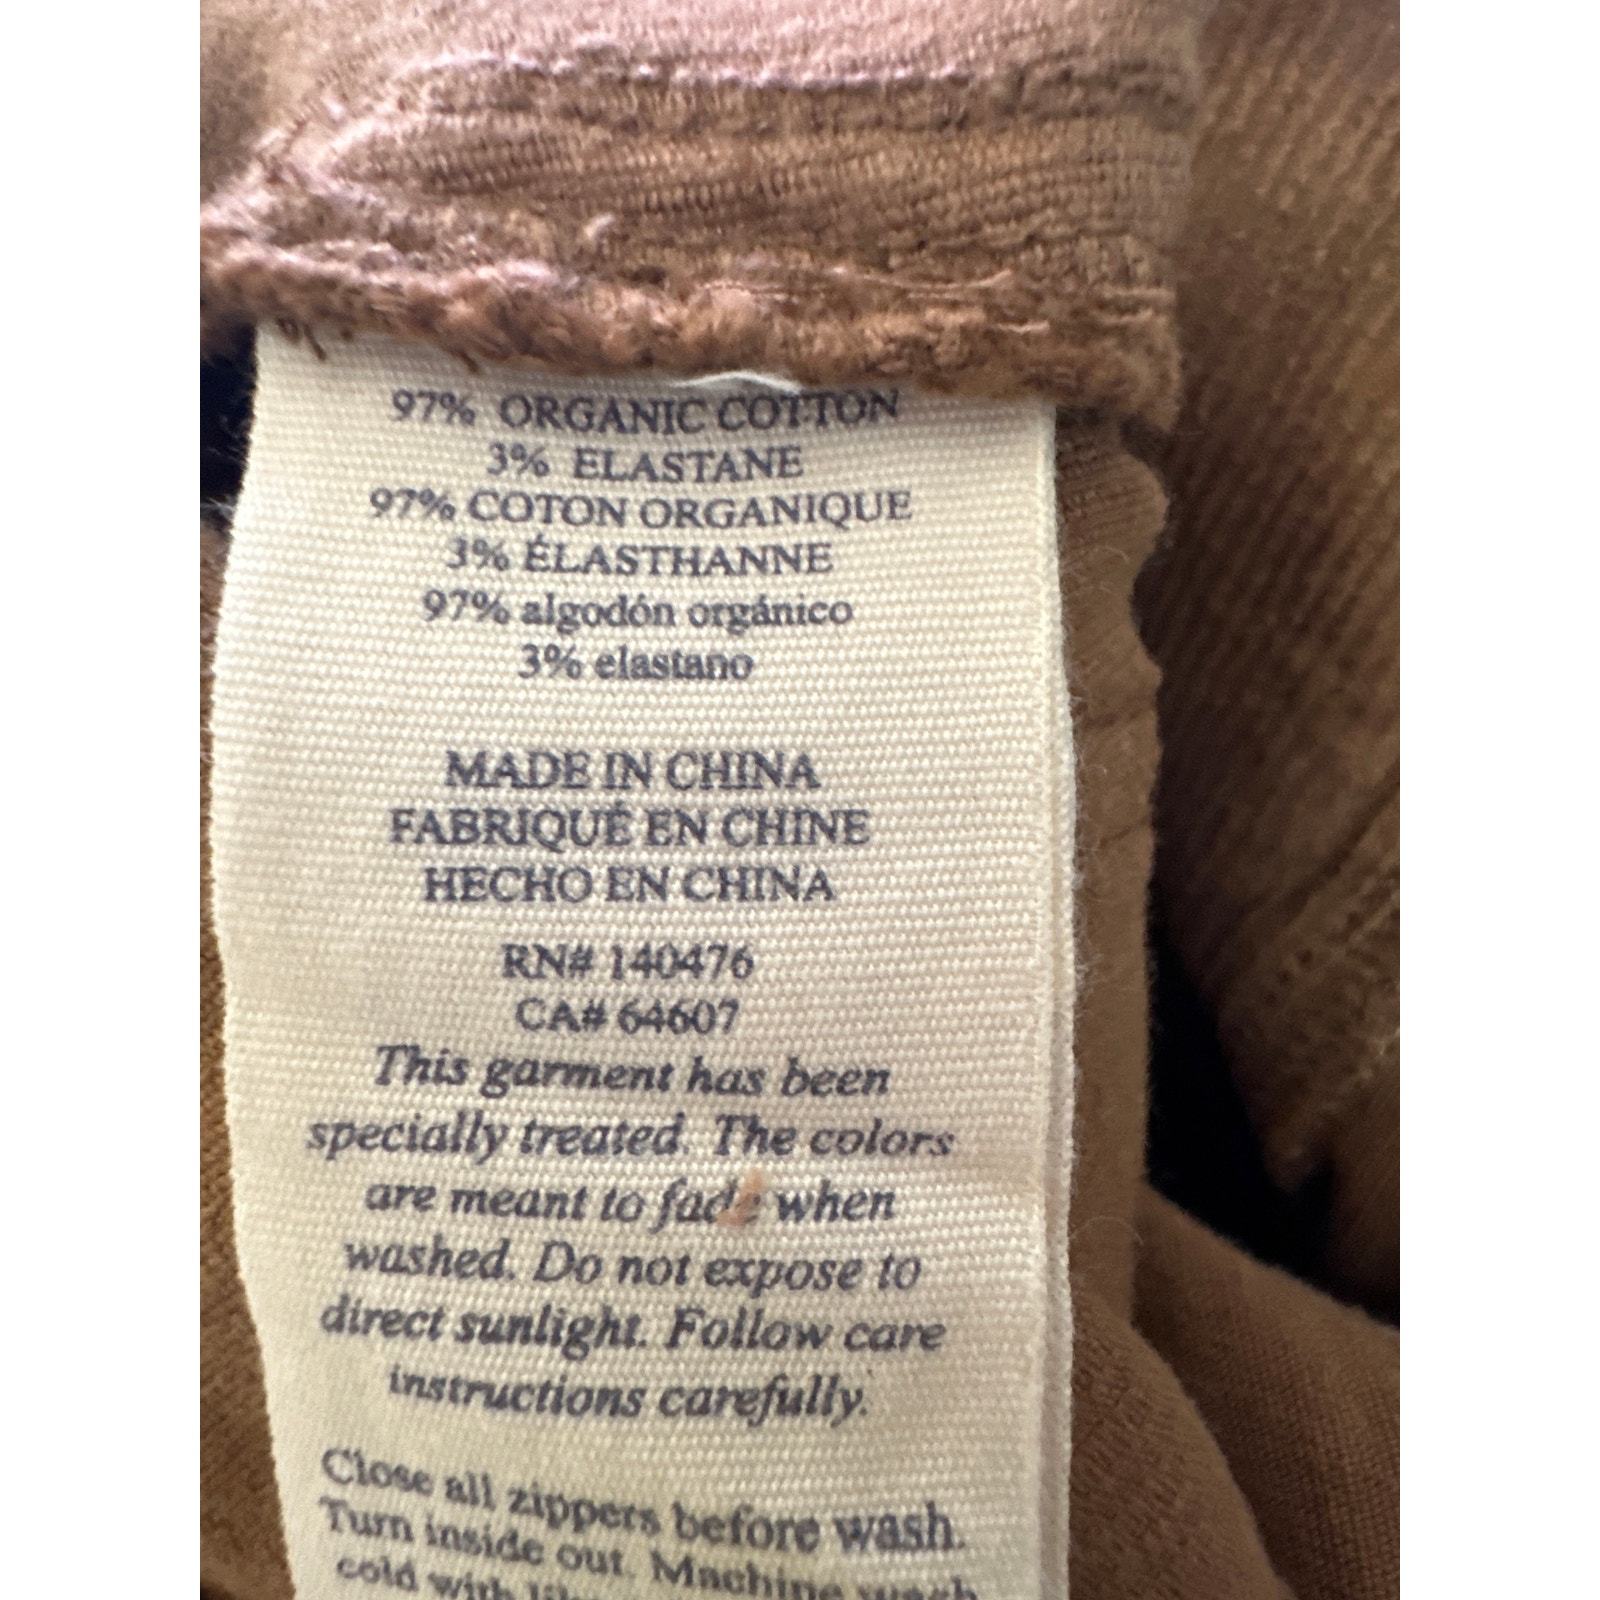 97% ORGANIC COTTON
3% ELASTANE
97% COTON ORGANIQUE
3% ÉLASTHANNE
97% algodón orgánico
3% elastano
MADE IN CHINA
FABRIQUÉ EN CHINE
HECHO EN CHINA
RN# 140476
CA# 64607
This garment has been
specially treated. The colors
are meant to fade when
washed. Do not expose to
direct sunlight. Follow care
instructions carefully.
Close all zippers before wash.
Turn inside out. Machine wash
cold with